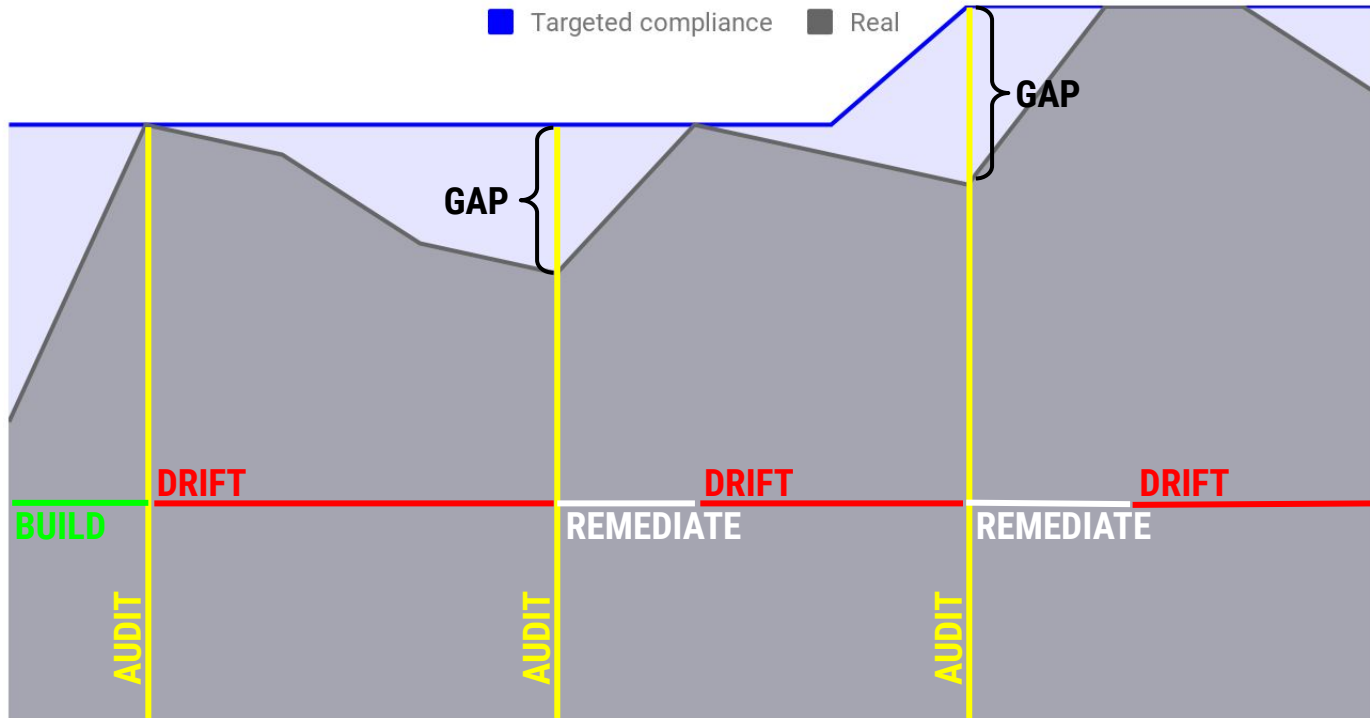 Targeted compliance
Real
GAP
GAP
DRIFT
DRIFT
DRIFT
BUILD
REMEDIATE
REMEDIATE
AUDIT
AUDIT
AUDIT